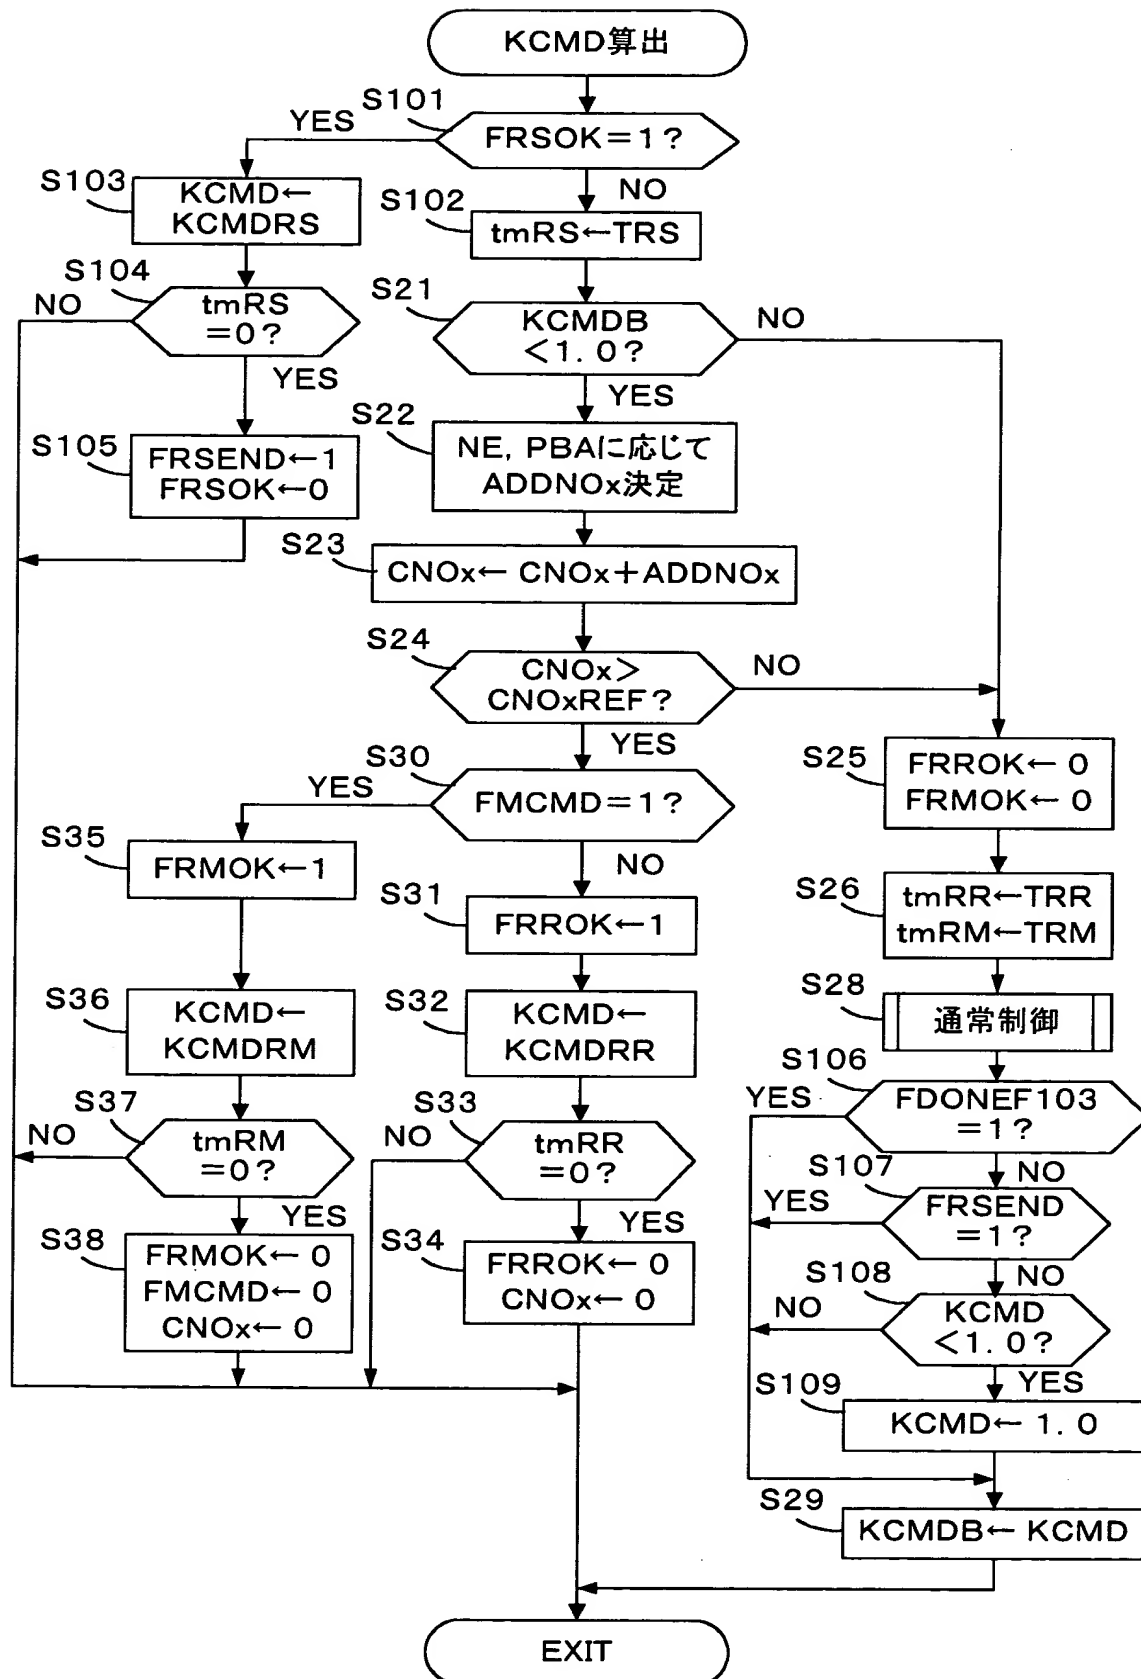 KCMD算出
S101
FRSOK=1?
YES
NO
S103
KCMD←
KCMDRS
S102
tmRS←TRS
S104
tmRS
=0?
NO
YES
S21
KCMDB
<1.0?
NO
YES
S105
FRSEND←1
FRSOK←0
S22
NE, PBAに応じて
ADDNOx決定
S23
CNOx← CNOx+ADDNOx
S24
CNOx>
CNOxREF?
NO
YES
S30
FMCMD=1?
YES
NO
S25
FRROK← 0
FRMOK← 0
S35
FRMOK←1
S31
FRROK←1
S26
tmRR←TRR
tmRM←TRM
S36
KCMD←
KCMDRM
S32
KCMD←
KCMDRR
S28
通常制御
S106
FDONEF103
=1?
YES
NO
S37
tmRM
=0?
NO
YES
S33
tmRR
=0?
NO
YES
S107
FRSEND
=1?
YES
NO
S38
FRMOK← 0
FMCMD← 0
CNOx← 0
S34
FRROK← 0
CNOx← 0
S108
KCMD
<1.0?
NO
YES
S109
KCMD← 1.0
S29
KCMDB← KCMD
EXIT